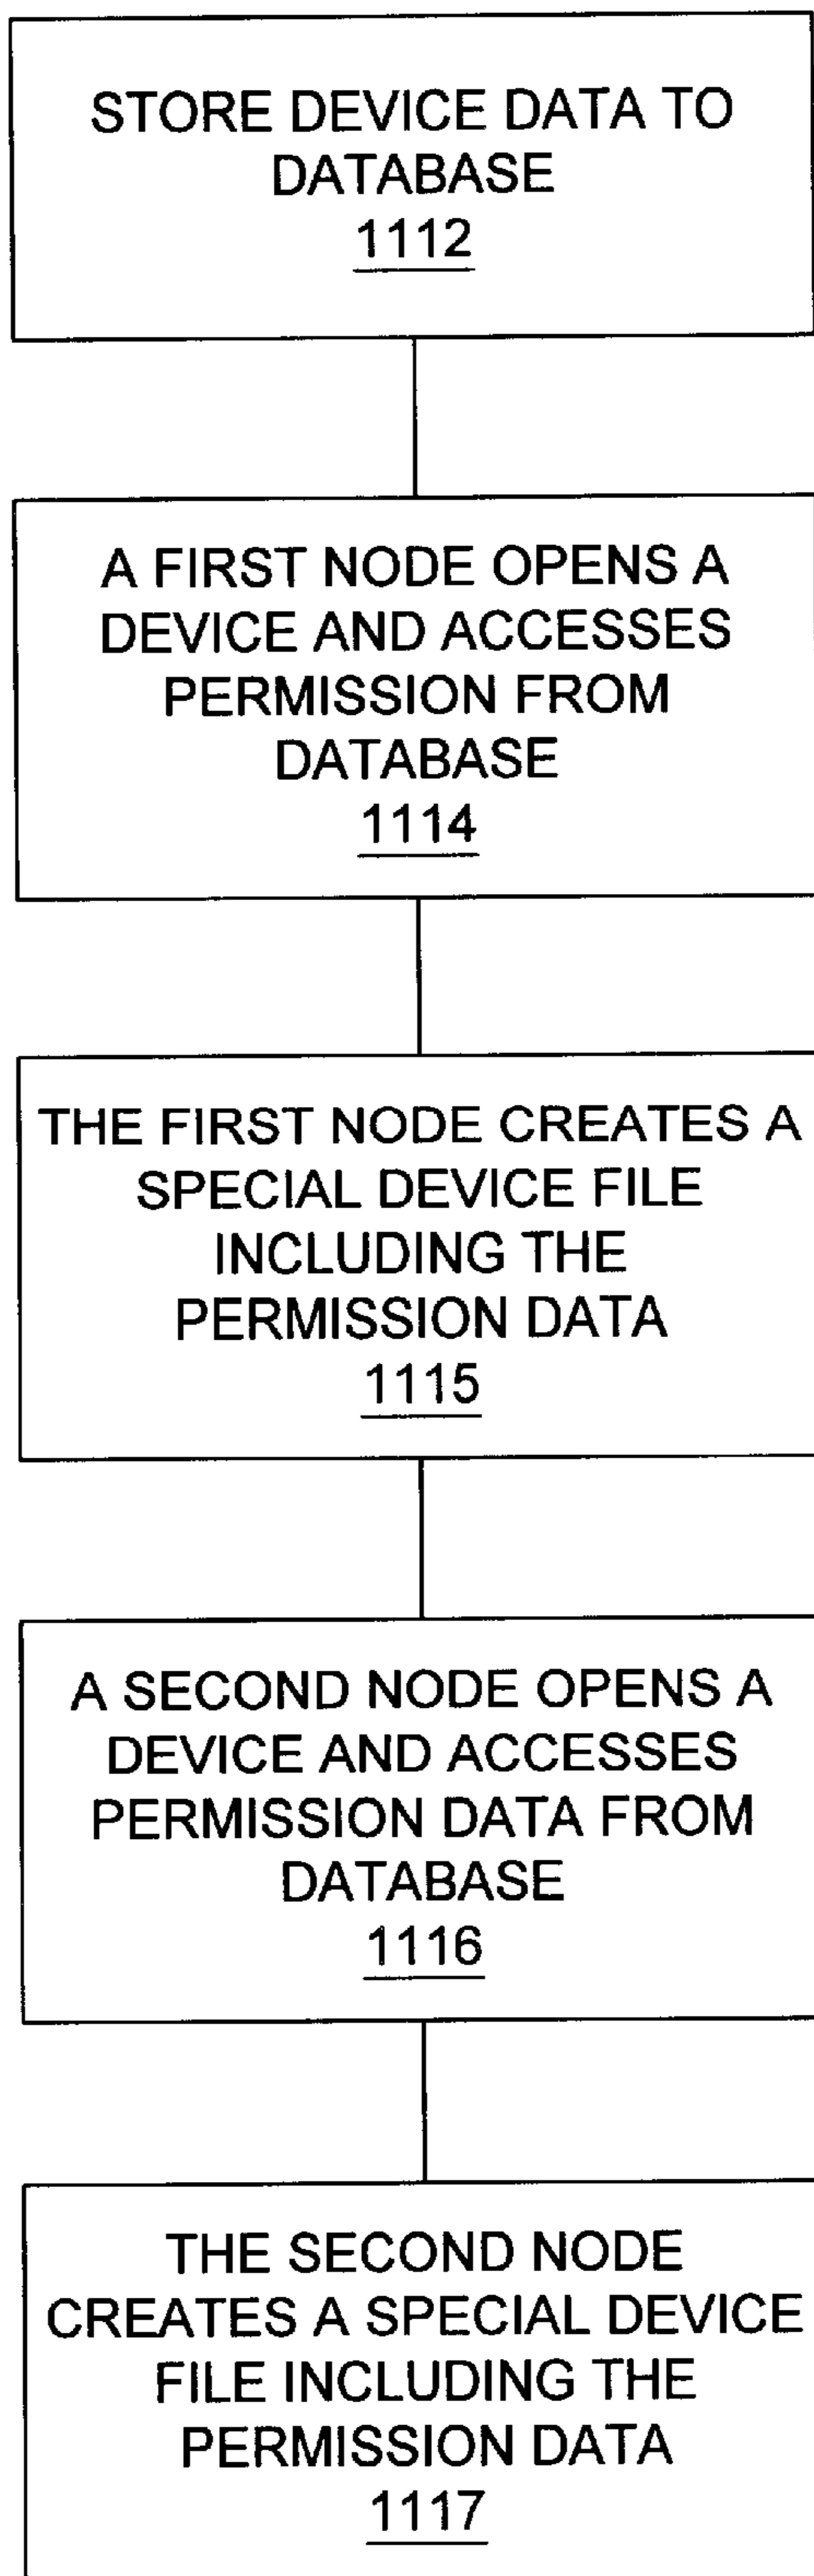 STORE DEVICE DATA TO
DATABASE
1112
A FIRST NODE OPENS A
DEVICE AND ACCESSES
PERMISSION FROM
DATABASE
1114
THE FIRST NODE CREATES A
SPECIAL DEVICE FILE
INCLUDING THE
PERMISSION DATA
1115
A SECOND NODE OPENS A
DEVICE AND ACCESSES
PERMISSION DATA FROM
DATABASE
1116
THE SECOND NODE
CREATES A SPECIAL DEVICE
FILE INCLUDING THE
PERMISSION DATA
1117